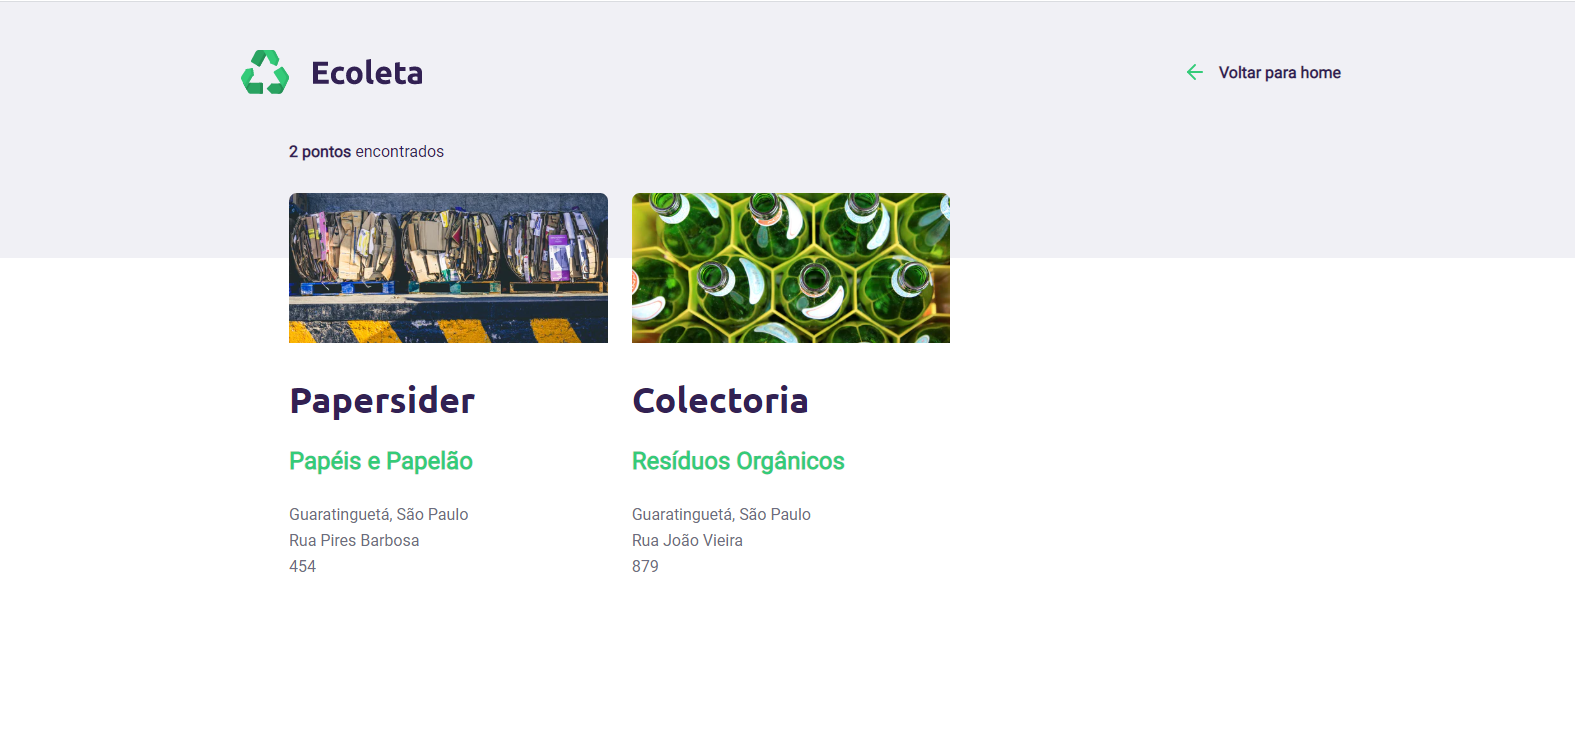 Ecoleta
Voltar para home
2 pontos encontrados
Papersider
Papéis e Papelão
Guaratinguetá, São Paulo
Rua Pires Barbosa
454
Colectoria
Resíduos Orgânicos
Guaratinguetá, São Paulo
Rua João Vieira
879